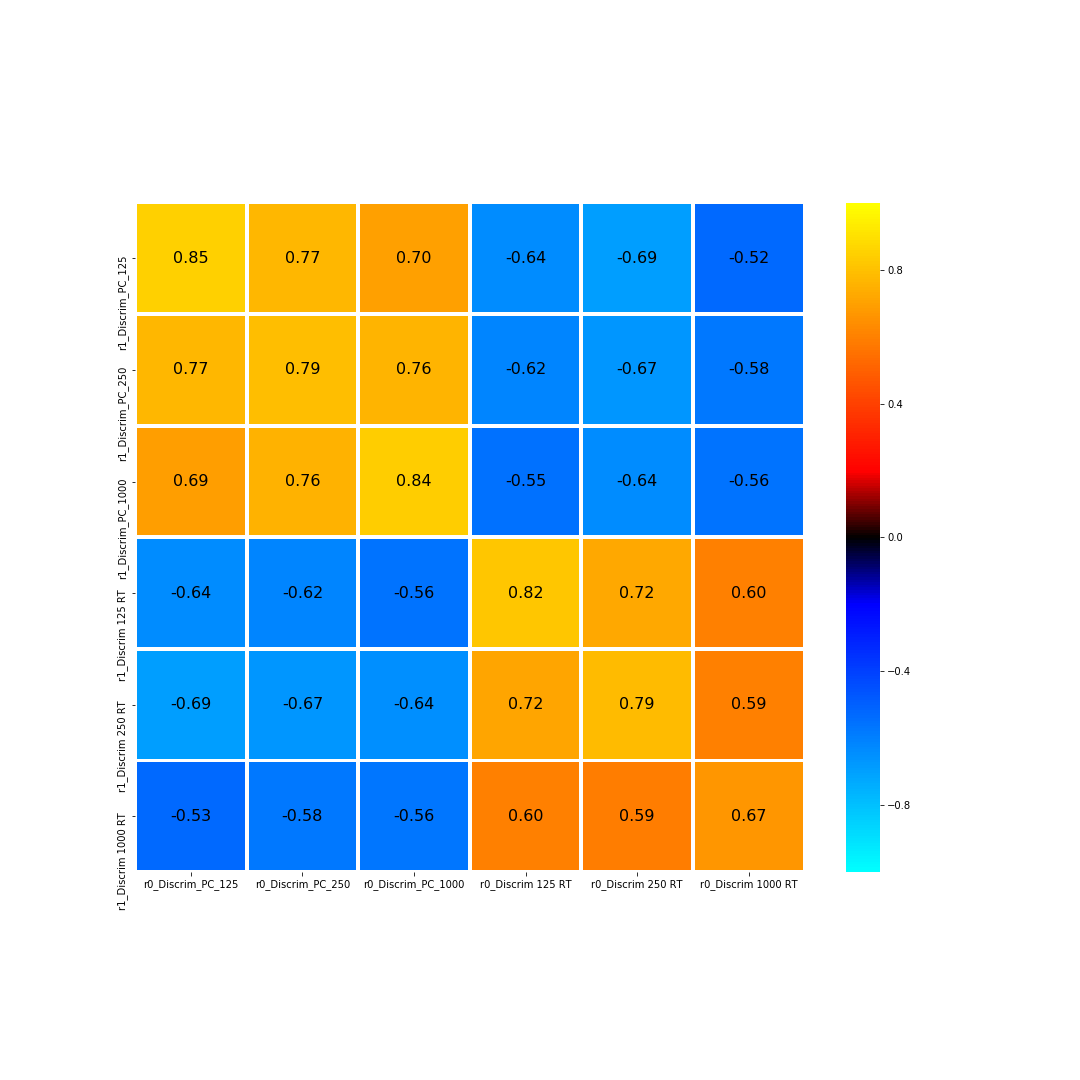 r1_Discrim_PC_125
0.85 0.77 0.70 -0.64 -0.69 -0.52
r1_Discrim_PC_250
0.77 0.79 0.76 -0.62 -0.67 -0.58
r1_Discrim_PC_1000
0.69 0.76 0.84 -0.55 -0.64 -0.56
r1_Discrim 125 RT
-0.64 -0.62 -0.56 0.82 0.72 0.60
r1_Discrim 250 RT
-0.69 -0.67 -0.64 0.72 0.79 0.59
r1_Discrim 1000 RT
-0.53 -0.58 -0.56 0.60 0.59 0.67
r0_Discrim_PC_125 r0_Discrim_PC_250 r0_Discrim_PC_1000 r0_Discrim 125 RT r0_Discrim 250 RT r0_Discrim 1000 RT
0.8
0.4
0.0
−0.4
−0.8